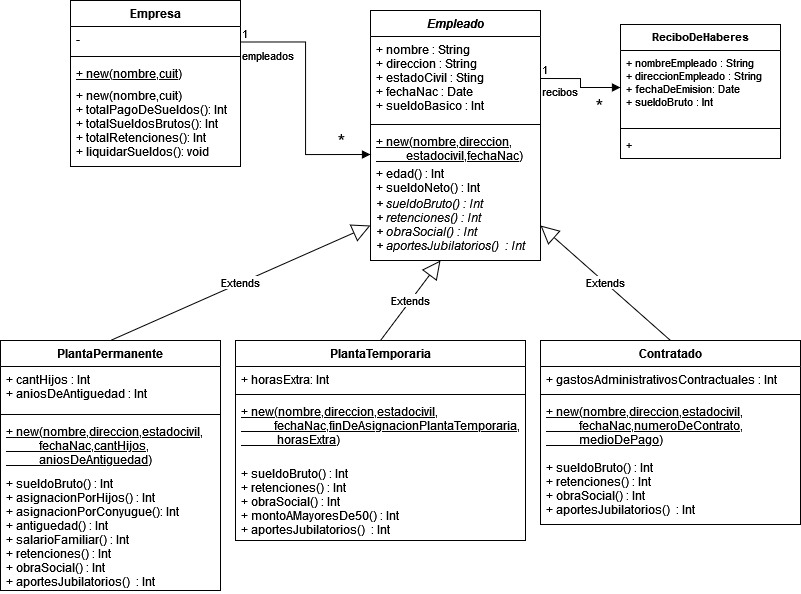 Empresa
-
+ new(nombre,cuit)
+ new(nombre,cuit)
+ totalPagoDeSueldos(): Int
+ totalSueldosBrutos(): Int
+ totalRetenciones(): Int
+ liquidarSueldos(): void
1
empleados
*
Empleado
+ nombre : String
+ direccion : String
+ estadoCivil : Sting
+ fechaNac : Date
+ sueldoBasico : Int
+ new(nombre,direccion,
estadocivil,fechaNac)
+ edad() : Int
+ sueldoNeto() : Int
+ sueldoBruto() : Int
+ retenciones() : Int
+ obraSocial() : Int
+ aportesJubilatorios() : Int
1
recibos
*
ReciboDeHaberes
+ nombreEmpleado : String
+ direccionEmpleado : String
+ fechaDeEmision: Date
+ sueldoBruto : Int
+
Extends
Extends
Extends
PlantaPermanente
+ cantHijos : Int
+ aniosDeAntiguedad : Int
+ new(nombre,direccion,estadocivil,
fechaNac,cantHijos,
aniosDeAntiguedad)
+ sueldoBruto() : Int
+ asignacionPorHijos() : Int
+ asignacionPorConyugue(): Int
+ antiguedad() : Int
+ salarioFamiliar() : Int
+ retenciones() : Int
+ obraSocial() : Int
+ aportesJubilatorios() : Int
PlantaTemporaria
+ horasExtra: Int
+ new(nombre,direccion,estadocivil,
fechaNac,finDeAsignacionPlantaTemporaria,
horasExtra)
+ sueldoBruto() : Int
+ retenciones() : Int
+ obraSocial() : Int
+ montoAMayoresDe50() : Int
+ aportesJubilatorios() : Int
Contratado
+ gastosAdministrativosContractuales : Int
+ new(nombre,direccion,estadocivil,
fechaNac,numeroDeContrato,
medioDePago)
+ sueldoBruto() : Int
+ retenciones() : Int
+ obraSocial() : Int
+ aportesJubilatorios() : Int